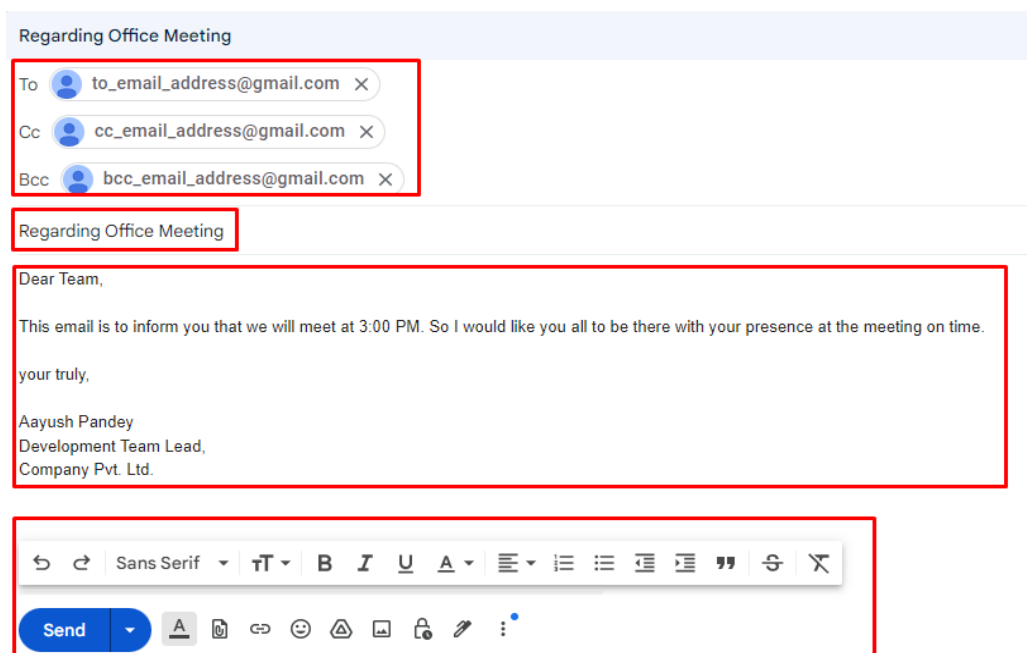 Regarding Office Meeting
To to_email_address@gmail.com
Cc cc_email_address@gmail.com
Bcc bcc_email_address@gmail.com
Regarding Office Meeting
Dear Team,
This email is to inform you that we will meet at 3:00 PM. So I would like you all to be there with your presence at the meeting on time.
your truly,
Aayush Pandey
Development Team Lead,
Company Pvt. Ltd.
Sans Serif
Send